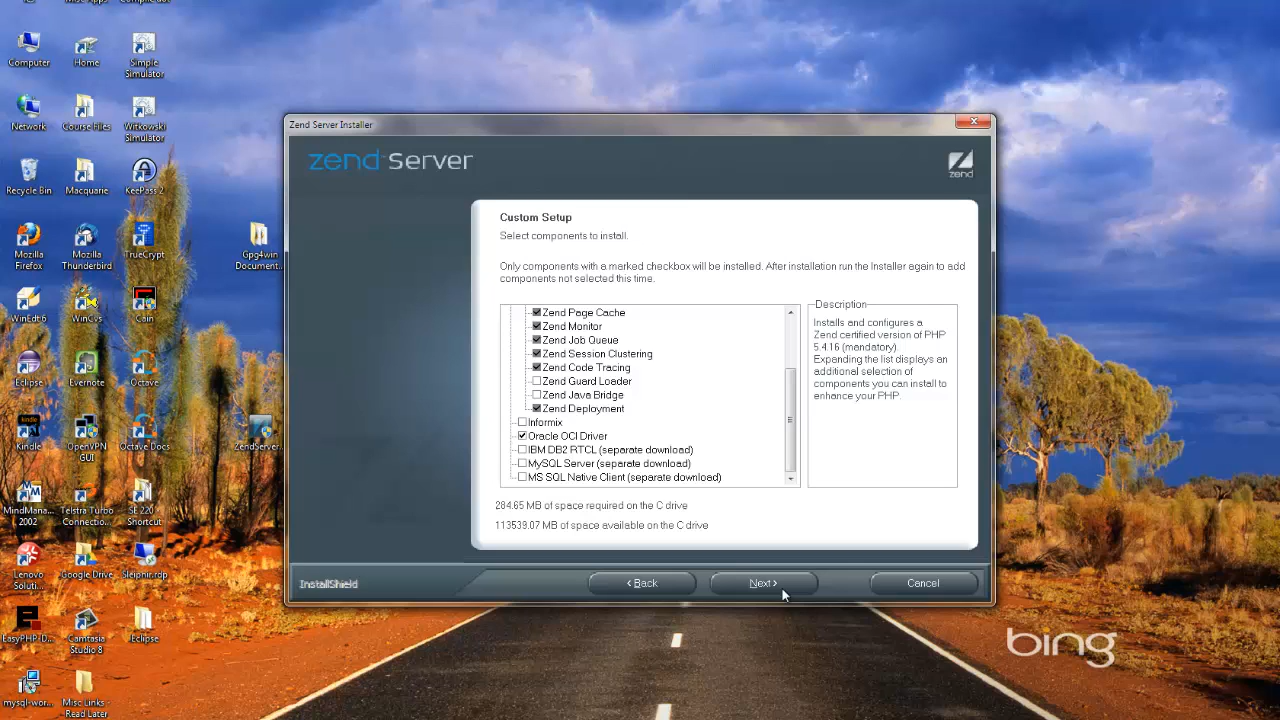 Misc Apps
Computer
Home
Simple
Simulator
Network
Course Files
Witkowski
Simulator
Recycle Bin
Macquarie
KeePass 2
Mozilla
Firefox
Mozilla
Thunderbird
TrueCrypt
Gpg4win
Document...
WinEdt 6
WinCvs
Cain
Eclipse
Evernote
Octave
Kindle
OpenVPN
GUI
Octave Docs
ZendServer...
MindMana...
2002
Telstra Turbo
Connectio...
SE 220
Shortcut
Lenovo
Soluti...
Google Drive
Sleipnir.rdp
EasyPHP-D...
Camtasia
Studio 8
Eclipse
mysql-wor...
Misc Links -
Read Later
Zend Server Installer
zend Server
zend
Custom Setup
Select components to install.
Only components with a marked checkbox will be installed. After installation run the Installer again to add
components not selected this time.
Zend Page Cache
Zend Monitor
Zend Job Queue
Zend Session Clustering
Zend Code Tracing
Zend Guard Loader
Zend Java Bridge
Zend Deployment
Informix
Oracle OCI Driver
IBM DB2 RTCL (separate download)
MySQL Server (separate download)
MS SQL Native Client (separate download)
Description
Installs and configures a
Zend certified version of PHP
5.4.16 (mandatory).
Expanding the list displays an
additional selection of
components you can install to
enhance your PHP.
284.65 MB of space required on the C drive
113539.07 MB of space available on the C drive
InstallShield
< Back
Next >
Cancel
bing